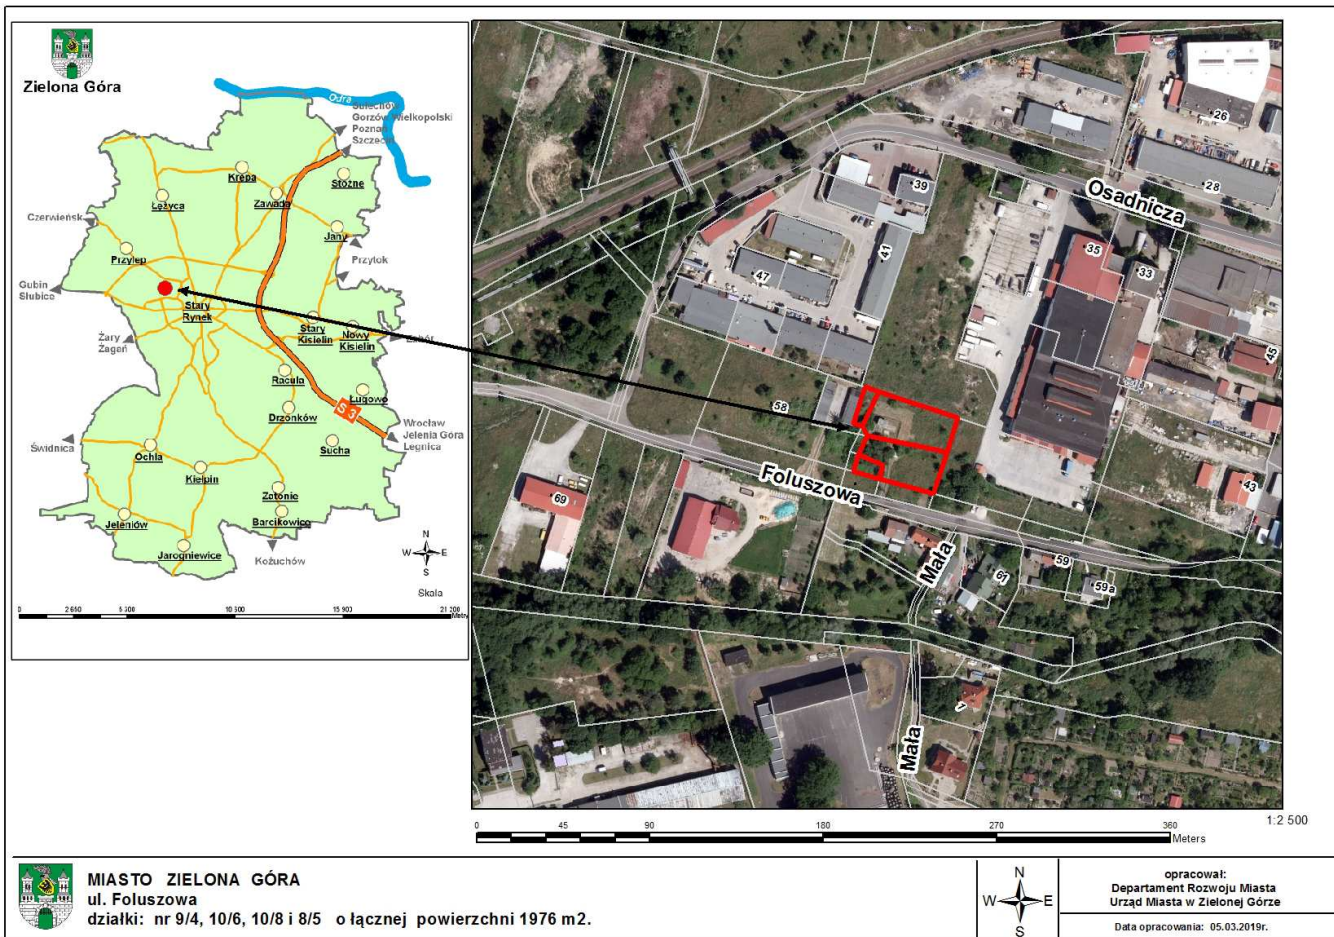 Zielona Góra
Odra
Sulechów
Gorzów Wielkopolski
Poznań
Szczecin
Krępa
Stożne
Łężyca
Zawada
Czerwieńsk
Jany
Przylep
Przytok
Gubin
Słubice
Stary
Rynek
Stary
Kisielin
Nowy
Kisielin
Żary
Żagań
Racula
Ługowo
Drzonków
S 3
Wrocław
Jelenia Góra
Legnica
Świdnica
Ochla
Sucha
Kiełpin
Zatonie
Barcikowice
Jeleniów
Jarogniewice
Kożuchów
N
W E
S
Skala
0 2 650 5 300 10 600 15 900 21 200
Metry
26
28
39
Osadnicza
41
47
35
33
45
58
Foluszowa
69
43
Mała
61
59
59a
1
Mała
0 45 90 180 270 360
Meters
1:2 500
MIASTO ZIELONA GÓRA
ul. Foluszowa
działki: nr 9/4, 10/6, 10/8 i 8/5 o łącznej powierzchni 1976 m2.
N
W E
S
opracował:
Departament Rozwoju Miasta
Urząd Miasta w Zielonej Górze
Data opracowania: 05.03.2019r.